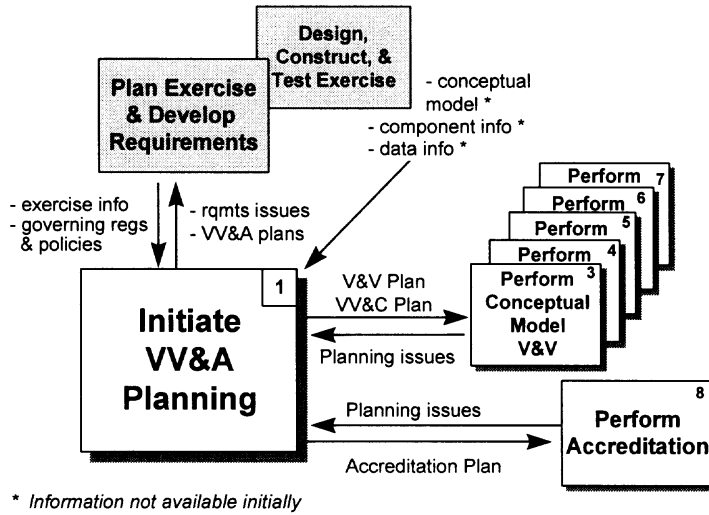 Design,
Construct, &
Test Exercise
Plan Exercise
& Develop
Requirements
- conceptual
model *
- component info *
- data info *
- exercise info
- governing regs
& policies
- rqmts issues
- VV&A plans
1
Initiate
VV&A
Planning
V&V Plan
VV&C Plan
Planning issues
Perform 7
Perform 6
Perform 5
Perform 4
Perform 3
Conceptual
Model
V&V
8
Perform
Accreditation
Planning issues
Accreditation Plan
* Information not available initially